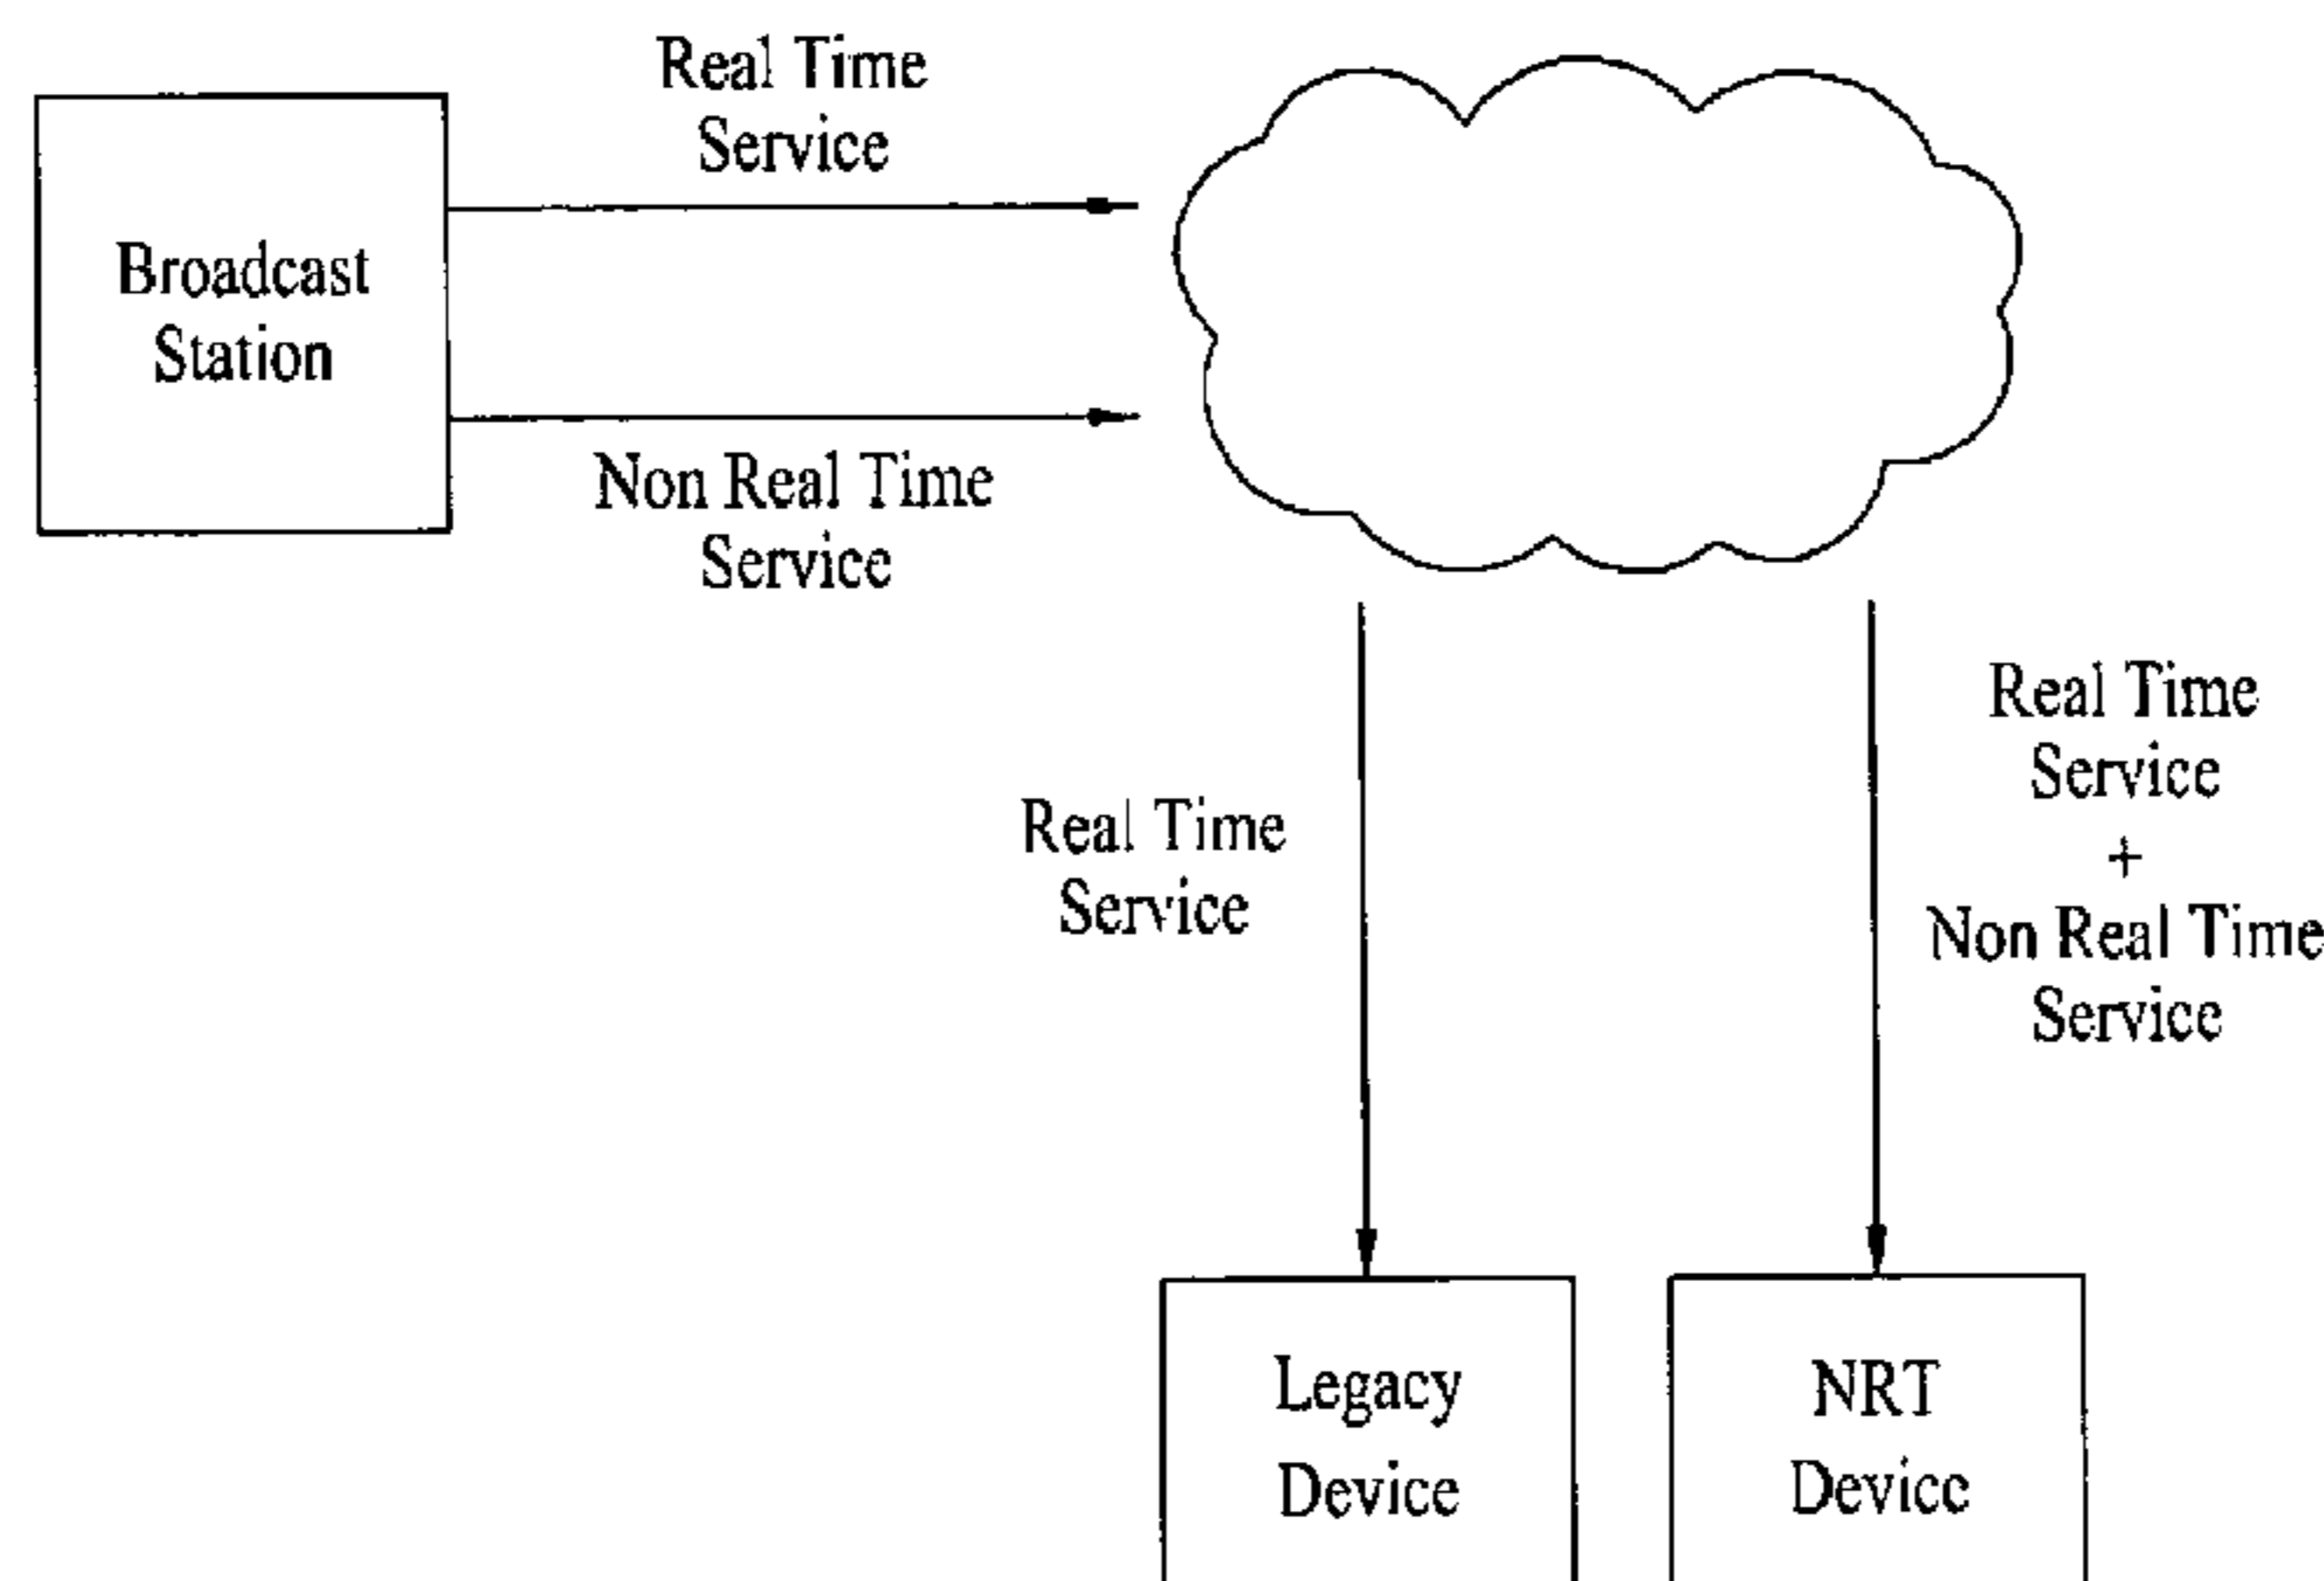 Real Time
Service
Broadcast
Station
Non Real Time
Service
Real Time
Service
Real Time
Service
+
Non Real Time
Service
Legacy
Device
NRT
Device